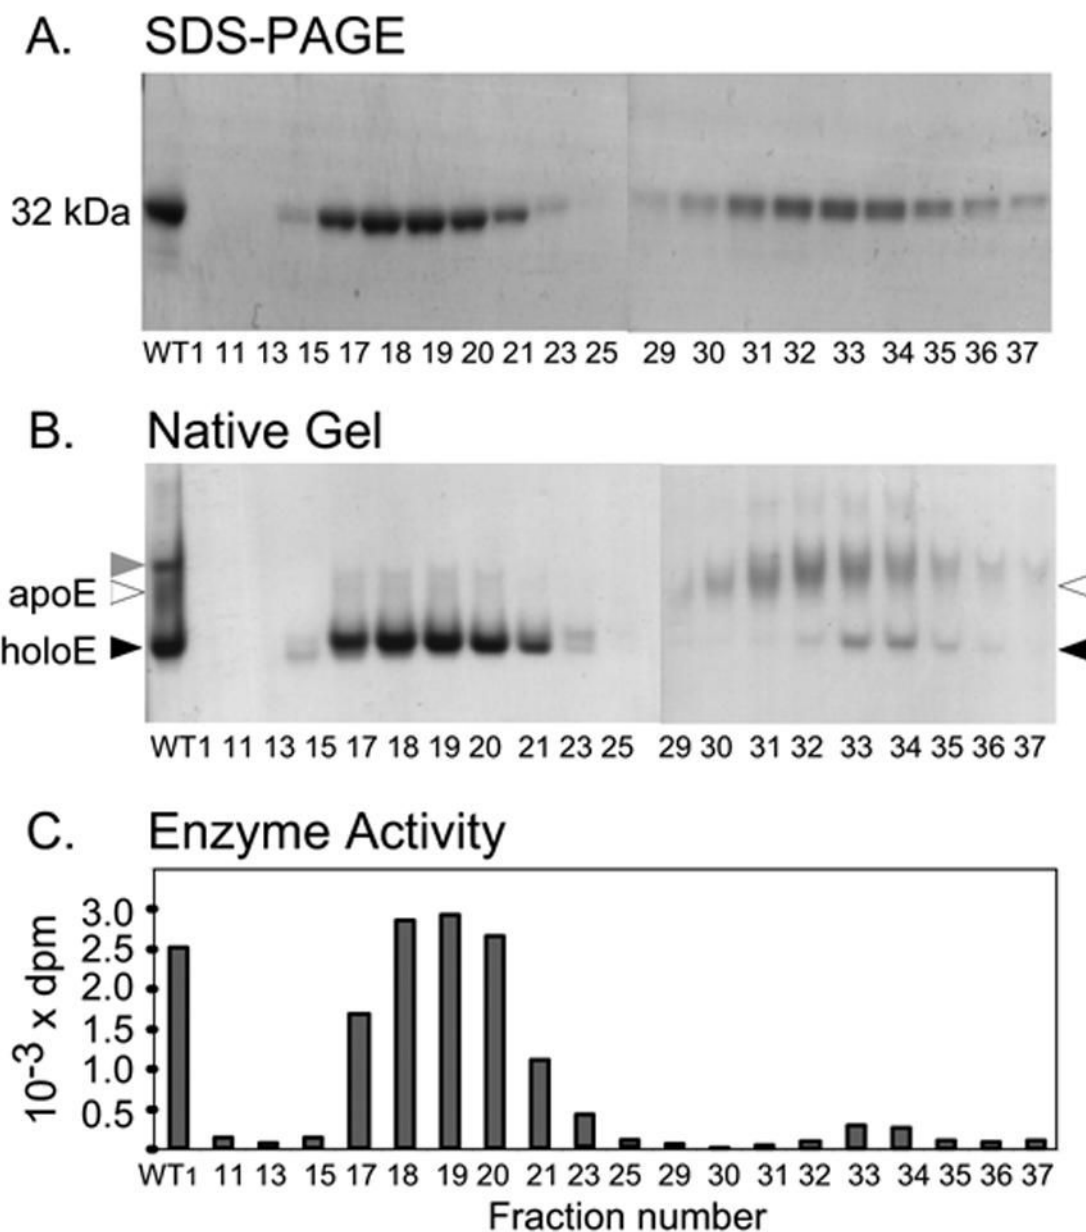 A. SDS-PAGE
32 kDa
WT1 11 13 15 17 18 19 20 21 23 25 29 30 31 32 33 34 35 36 37
B. Native Gel
apoE
holoE
WT1 11 13 15 17 18 19 20 21 23 25 29 30 31 32 33 34 35 36 37
C. Enzyme Activity
10-3 x dpm
3.0
2.5
2.0
1.5
1.0
0.5
WT1 11 13 15 17 18 19 20 21 23 25 29 30 31 32 33 34 35 36 37
Fraction number